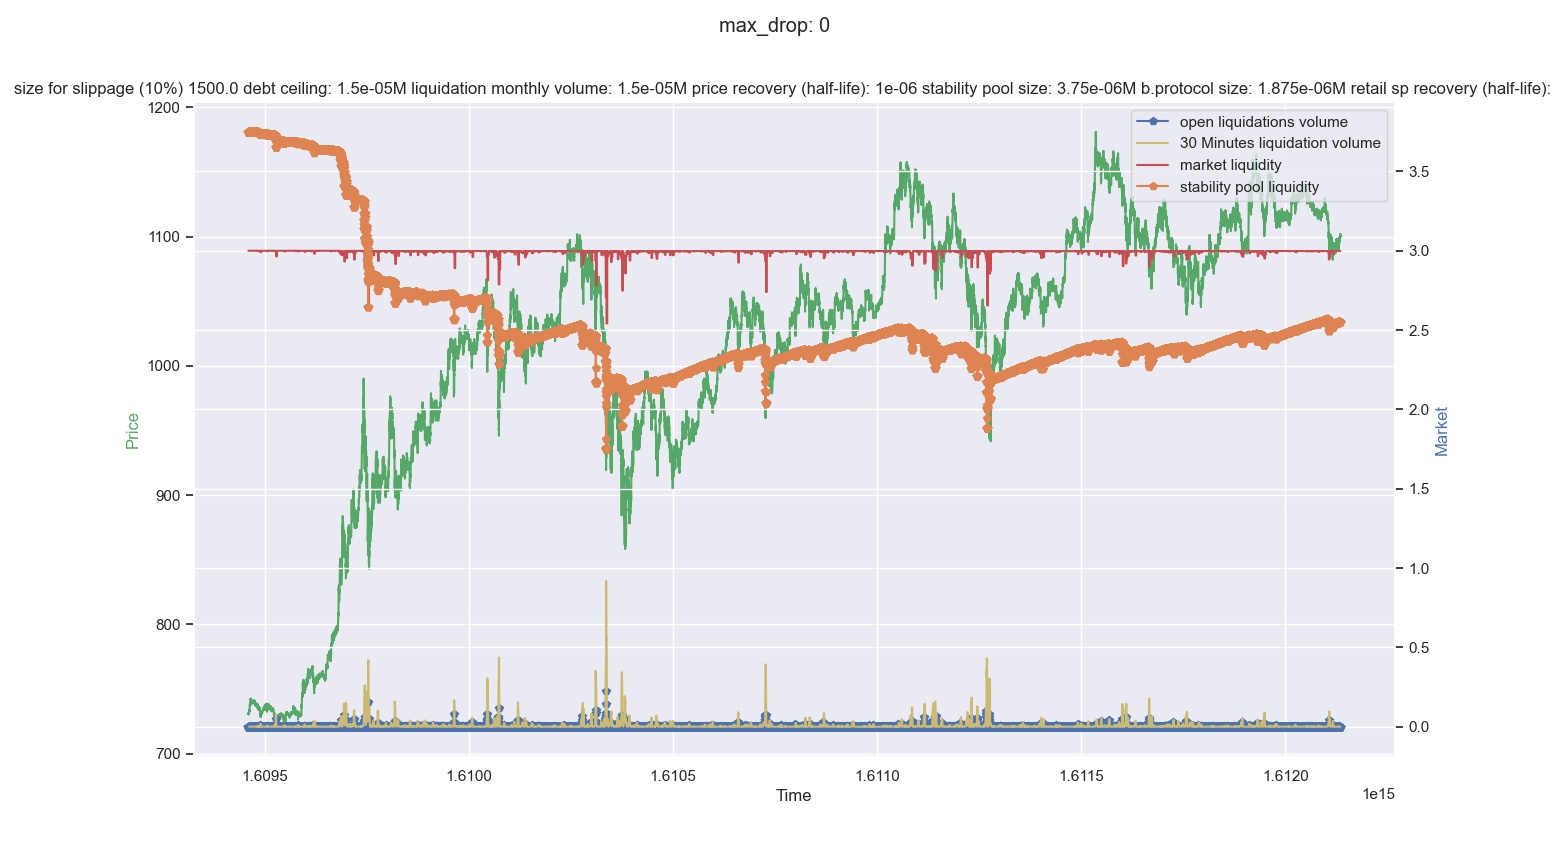 max_drop: 0
size for slippage (10%) 1500.0 debt ceiling: 1.5e-05M liquidation monthly volume: 1.5e-05M price recovery (half-life): 1e-06 stability pool size: 3.75e-06M b.protocol size: 1.875e-06M retail sp recovery (half-life):
1200
open liquidations volume
30 Minutes liquidation volume
market liquidity
stability pool liquidity
3.5
1100
3.0
2.5
1000
Price
2.0
Market
900
1.5
1.0
800
0.5
0.0
700
1.6095 1.6100 1.6105 1.6110 1.6115 1.6120
Time
1e15